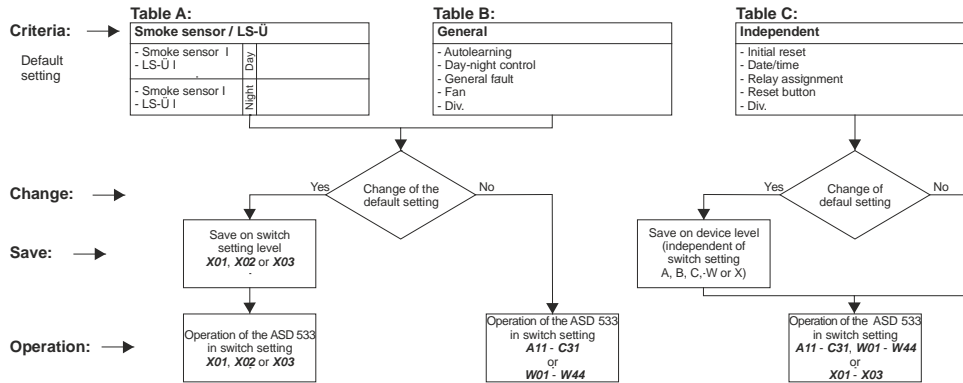 Table A:
Table B:
Table C:
Criteria:
Default
setting
Smoke sensor / LS-Ü
- Smoke sensor I
- LS-Ü I
Day
- Smoke sensor I
- LS-Ü I
Night
General
- Autolearning
- Day-night control
- General fault
- Fan
- Div.
Independent
- Initial reset
- Date/time
- Relay assignment
- Reset button
- Div.
Change:
Yes
Change of the
default setting
No
Yes
Change of
defaul setting
No
Save:
Save on switch
setting level
X01, X02 or X03
Save on device level
(independent of
switch setting
A, B, C,-W or X)
Operation:
Operation of the ASD 533
in switch setting
X01, X02 or X03
Operation of the ASD 533
in switch setting
A11 - C31
or
W01 - W44
Operation of the ASD 533
in switch setting
A11 - C31, W01 - W44
or
X01 - X03